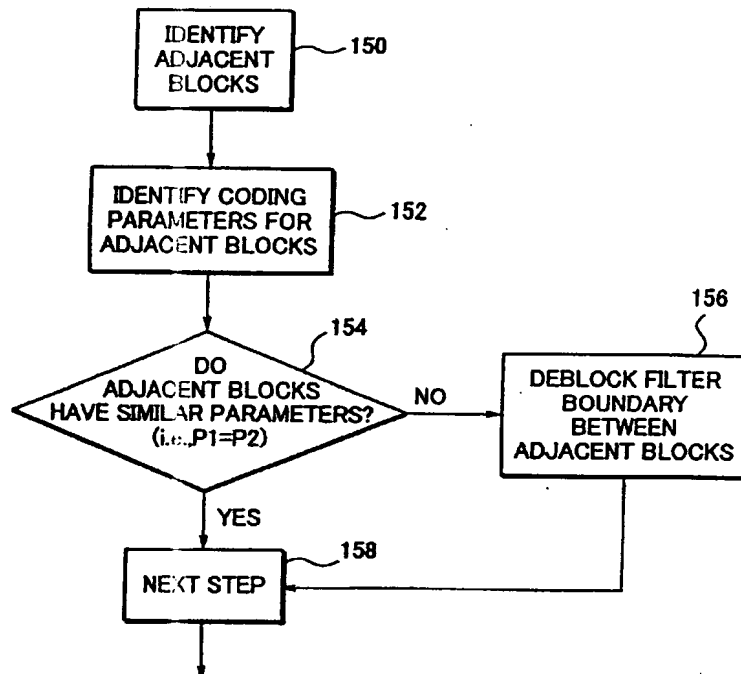 IDENTIFY
ADJACENT
BLOCKS
150
IDENTIFY CODING
PARAMETERS FOR
ADJACENT BLOCKS
152
154
DO
ADJACENT BLOCKS
HAVE SIMILAR PARAMETERS?
(i.e.,P1=P2)
NO
156
DEBLOCK FILTER
BOUNDARY
BETWEEN
ADJACENT BLOCKS
YES
158
NEXT STEP